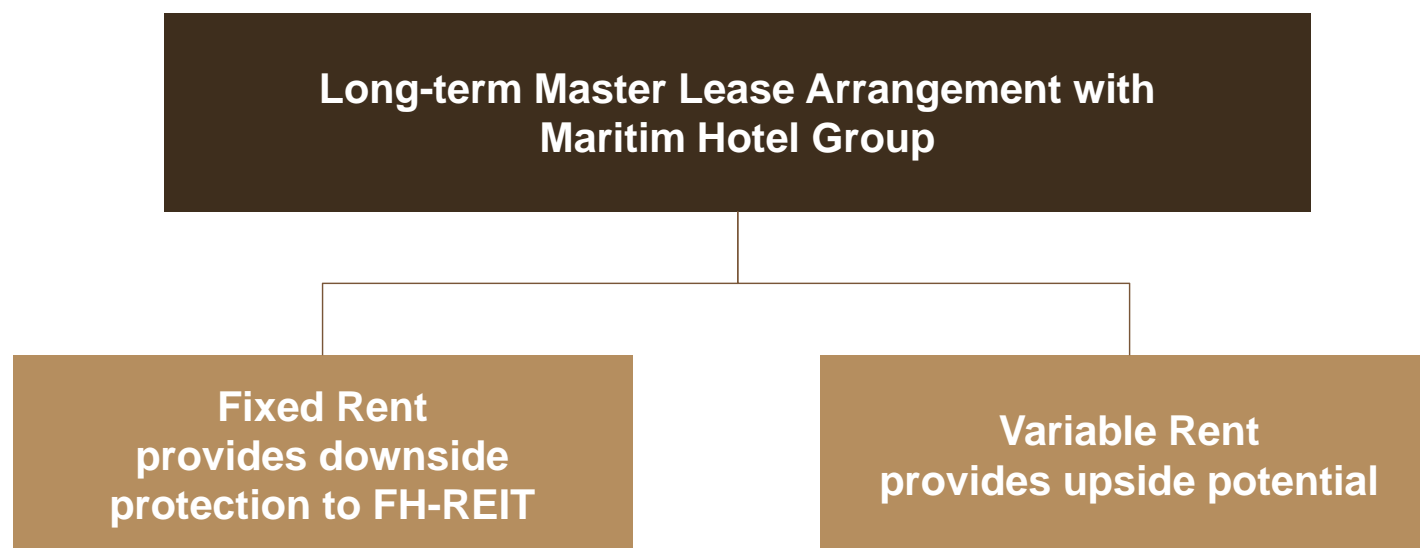 Long-term Master Lease Arrangement with
Maritim Hotel Group
Fixed Rent
provides downside
protection to FH-REIT
Variable Rent
provides upside potential